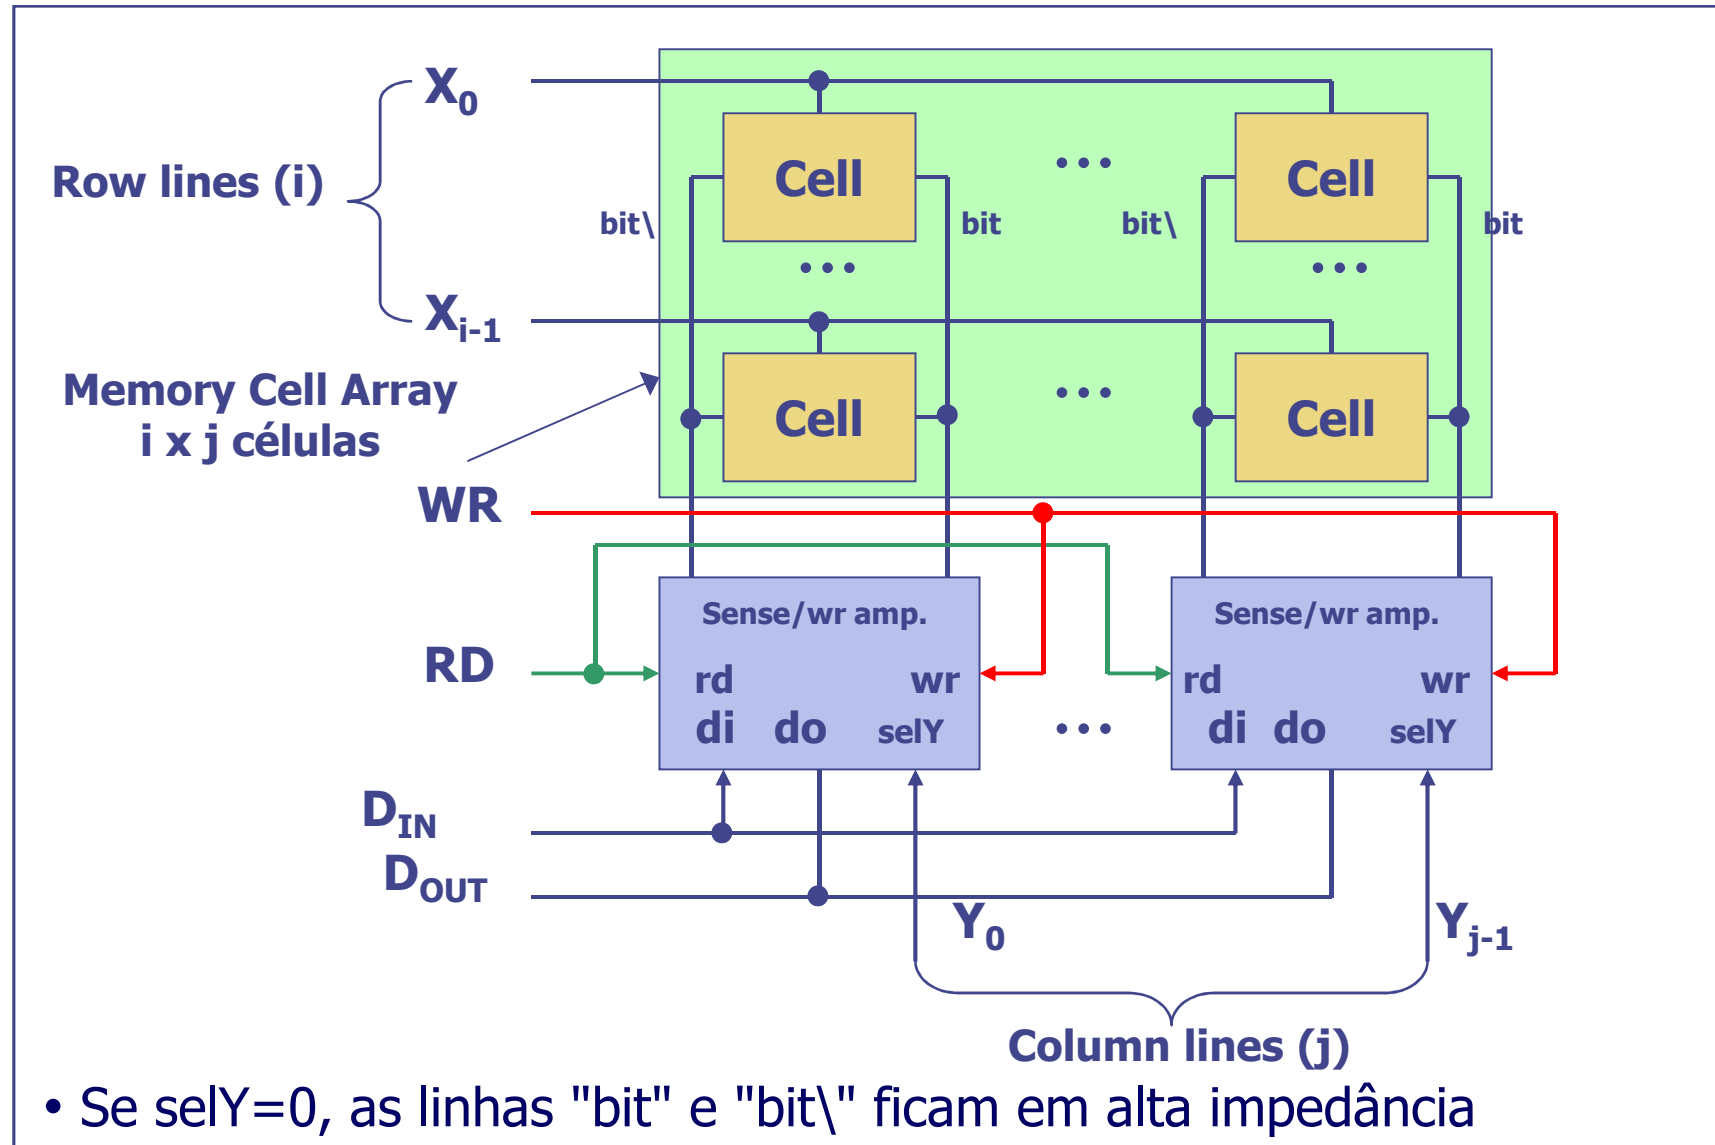 X0
Cell ... Cell
Row lines (i)
bit\ bit bit\ bit
... ...
Xi-1
Memory Cell Array
i x j células
Cell ... Cell
WR
Sense/wr amp. Sense/wr amp.
RD
rd wr rd wr
di do selY ... di do selY
DIN
DOUT
Y0 Yj-1
Column lines (j)
• Se selY=0, as linhas "bit" e "bit\" ficam em alta impedância